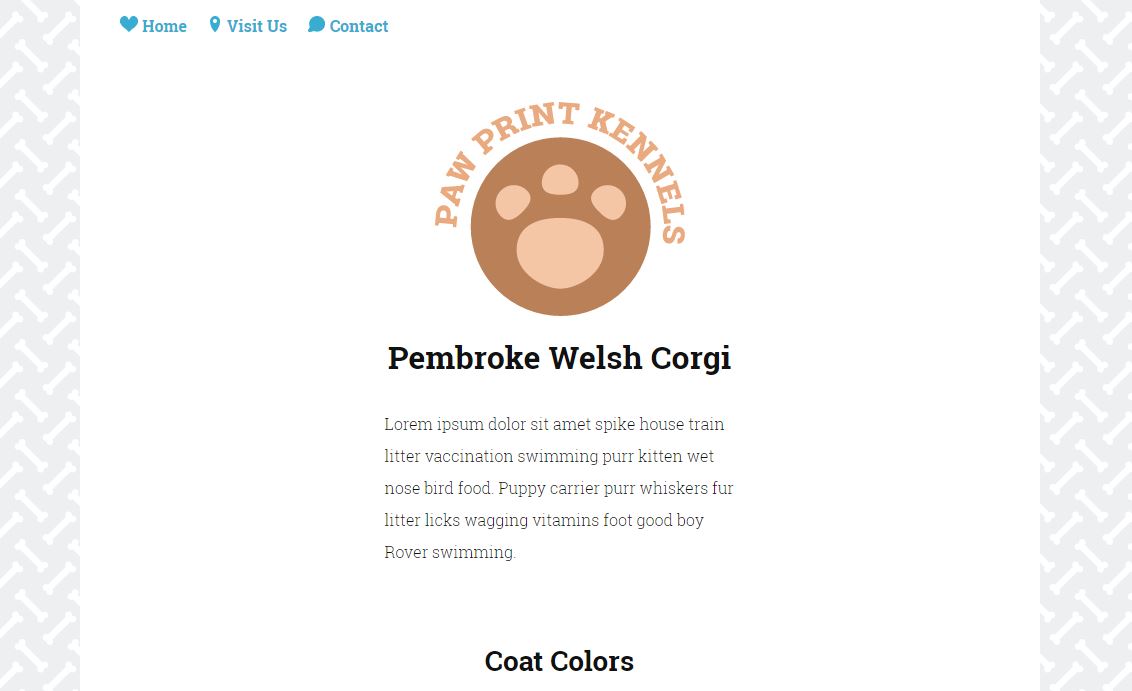 Home Visit Us Contact
PAW PRINT KENNELS
Pembroke Welsh Corgi
Lorem ipsum dolor sit amet spike house train
litter vaccination swimming purr kitten wet
nose bird food. Puppy carrier purr whiskers fur
litter licks wagging vitamins foot good boy
Rover swimming.
Coat Colors